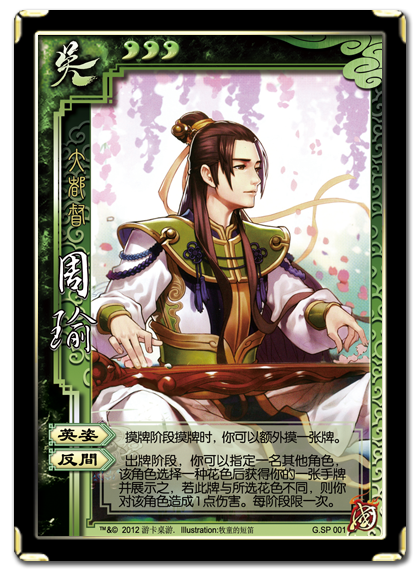 吴
大都督
周瑜
英姿
摸牌阶段摸牌时，你可以额外摸一张牌。
反間
出牌阶段，你可以指定一名其他角色，
该角色选择一种花色后获得你的一张手牌
并展示之，若此牌与所选花色不同，则你
对该角色造成1点伤害。每阶段限一次。
™&© 2012 游卡桌游. Illustration:牧童的短笛
G.SP 001
國